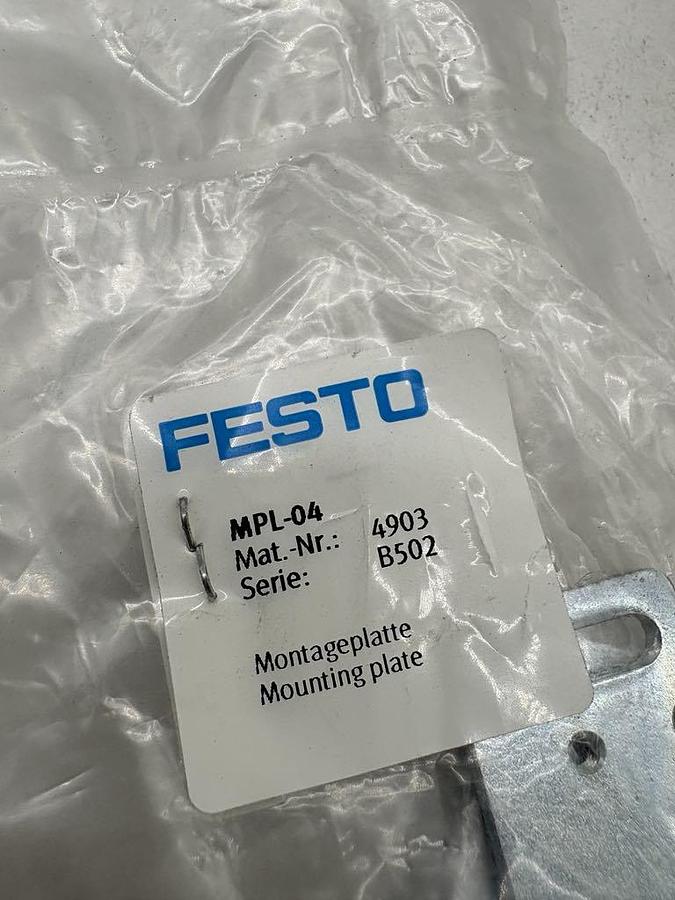 FESTO
MPL-04
Mat.-Nr.: 4903
Serie: B502
Montageplatte
Mounting plate